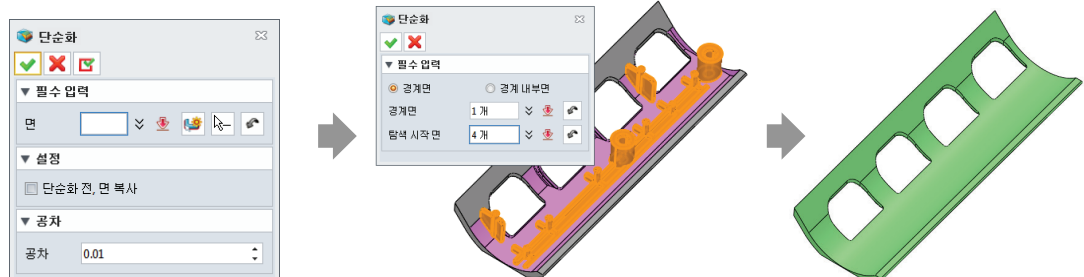 단순화
▼ 필수 입력
면
▼ 설정
단순화 전, 면 복사
▼ 공차
공차 0.01
단순화
▼ 필수 입력
경계면 경계 내부면
경계면 1 개
탐색 시작 면 4 개